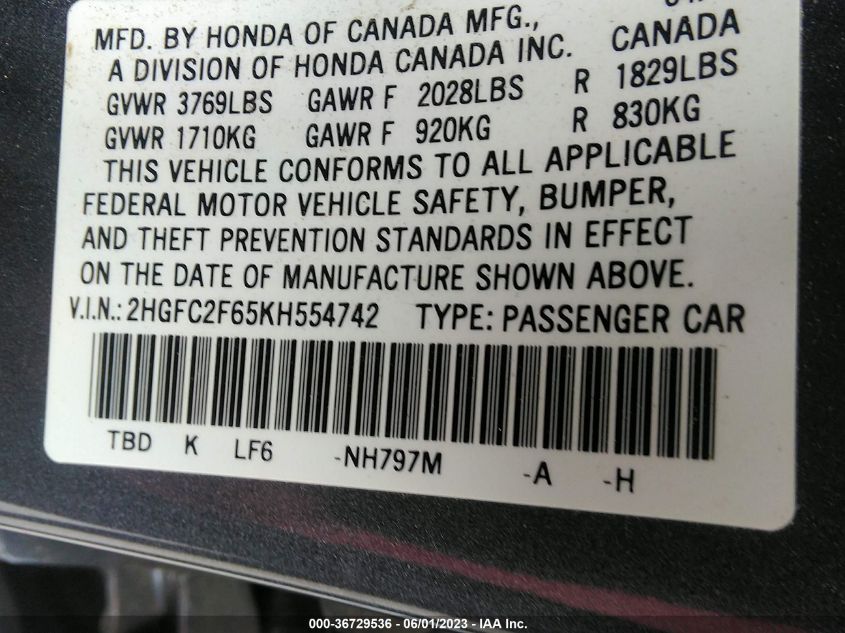 MFD. BY HONDA OF CANADA MFG.,
A DIVISION OF HONDA CANADA INC. CANADA
GVWR 3769LBS GAWR F 2028LBS R 1829LBS
GVWR 1710KG GAWR F 920KG R 830KG
THIS VEHICLE CONFORMS TO ALL APPLICABLE
FEDERAL MOTOR VEHICLE SAFETY, BUMPER,
AND THEFT PREVENTION STANDARDS IN EFFECT
ON THE DATE OF MANUFACTURE SHOWN ABOVE.
V.I.N.: 2HGFC2F65KH554742 TYPE: PASSENGER CAR
TBD K LF6 -NH797M -A -H
000-36729536 - 06/01/2023 - IAA Inc.